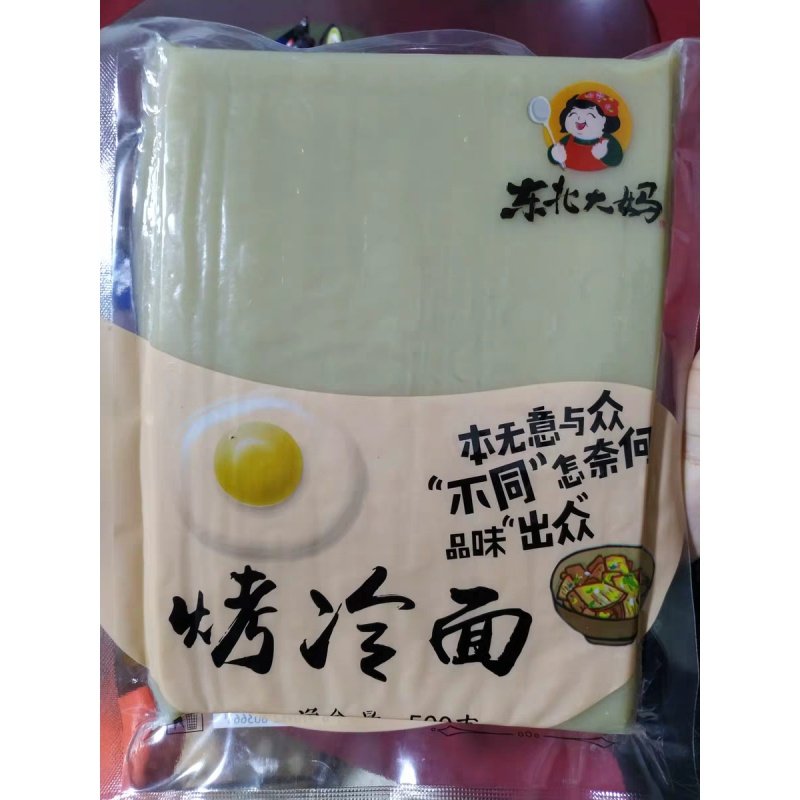 东北大妈
本无意与众
“不同”怎奈何
品味“出众”
烤冷面